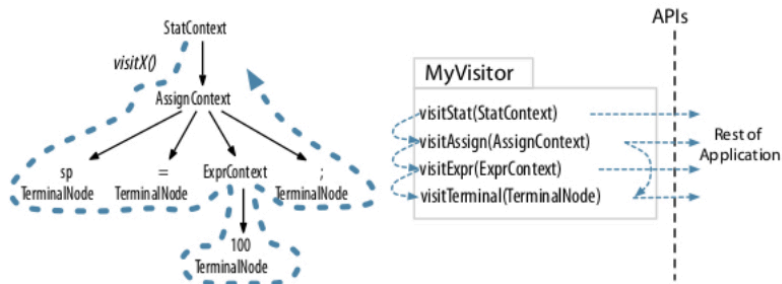 StatContext
visitX()
AssignContext
sp
TerminalNode
=
TerminalNode
ExprContext
;
TerminalNode
100
TerminalNode
APIs
MyVisitor
visitStat(StatContext)
visitAssign(AssignContext)
visitExpr(ExprContext)
visitTerminal(TerminalNode)
Rest of
Application